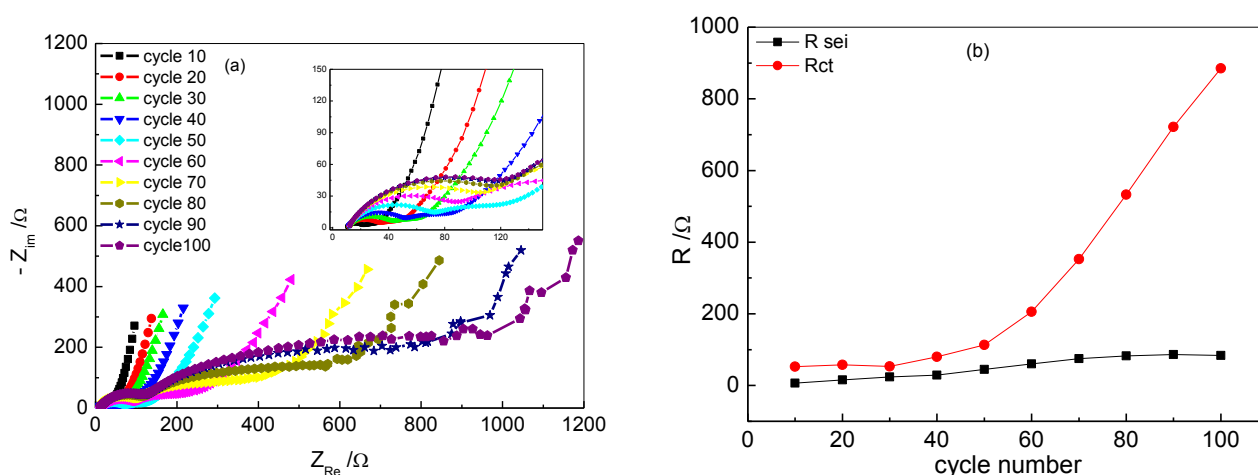 (a)
cycle 10
cycle 20
cycle 30
cycle 40
cycle 50
cycle 60
cycle 70
cycle 80
cycle 90
cycle100
1200
1000
800
600
400
200
0
- Z_im /Ω
0 200 400 600 800 1000 1200
Z_Re /Ω
150
120
90
60
30
0
0 40 80 120
(b)
R sei
Rct
1000
800
600
400
200
0
R /Ω
0 20 40 60 80 100
cycle number